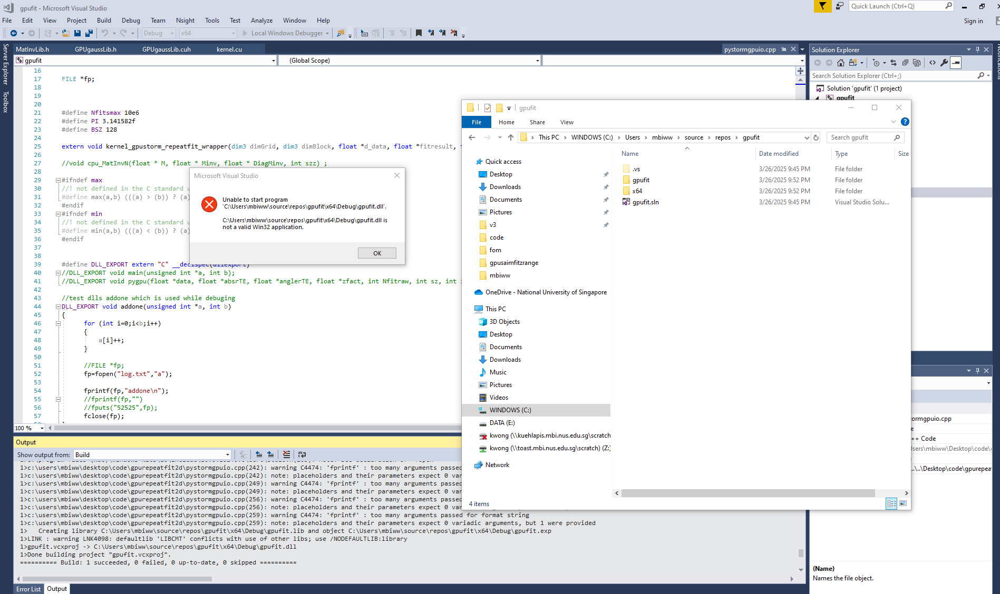 gpufit - Microsoft Visual Studio
Quick Launch (Ctrl+Q)
File Edit View Project Build Debug Team Nsight Tools Test Analyze Window Help
Sign in
Debug x64 Local Windows Debugger
Server Explorer
Toolbox
Notifications
MatInvLib.h GPUgaussLib.h GPUgaussLib.cuh kernel.cu pystormgpuio.cpp
gpufit (Global Scope)
16
17 FILE *fp;
18
19
20
21 #define Nfitsmax 10e6
22 #define PI 3.141582f
23 #define BSZ 128
24
25 extern void kernel_gpustorm_repeatfit_wrapper(dim3 dimGrid, dim3 dimBlock, float *d_data, float *fitresult,
26
27 //void cpu_MatInvN(float * M, float * Minv, float * DiagMinv, int szz) ;
28
29 #ifndef max
30 //! not defined in the C standard
31 #define max(a,b) (((a) > (b)) ? (a)
32 #endif
33 #ifndef min
34 //! not defined in the C standard
35 #define min(a,b) (((a) < (b)) ? (a)
36 #endif
37
38
39 #define DLL_EXPORT extern "C" __declspec(dllexport)
40 //DLL_EXPORT void main(unsigned int *a, int b);
41 //DLL_EXPORT void pygpu(float *data, float *absrTE, float *anglerTE, float *zfact, int Nfitraw, int sz, int
42
43 //test dlls addone which is used while debuging
44 DLL_EXPORT void addone(unsigned int *a, int b)
45 {
46 for (int i=0;i<b;i++)
47 {
48 a[i]++;
49 }
50
51 //FILE *fp;
52 fp=fopen("log.txt","a");
53
54 fprintf(fp,"addone\n");
55 //fprintf(fp,"")
56 //fputs("52525",fp);
57 fclose(fp);
100 %
Microsoft Visual Studio
Unable to start program
'C:\Users\mbiww\source\repos\gpufit\x64\Debug\gpufit.dll'.
C:\Users\mbiww\source\repos\gpufit\x64\Debug\gpufit.dll is
not a valid Win32 application.
OK
Output
Show output from: Build
1>c:\users\mbiww\desktop\code\gpurepeatfit2d\pystormgpuio.cpp(242): warning C4474: 'fprintf' : too many arguments passed
1>c:\users\mbiww\desktop\code\gpurepeatfit2d\pystormgpuio.cpp(242): note: placeholders and their parameters expect 0
1>c:\users\mbiww\desktop\code\gpurepeatfit2d\pystormgpuio.cpp(249): warning C4474: 'fprintf' : too many arguments passed
1>c:\users\mbiww\desktop\code\gpurepeatfit2d\pystormgpuio.cpp(249): note: placeholders and their parameters expect 0
1>c:\users\mbiww\desktop\code\gpurepeatfit2d\pystormgpuio.cpp(256): warning C4474: 'fprintf' : too many arguments passed
1>c:\users\mbiww\desktop\code\gpurepeatfit2d\pystormgpuio.cpp(256): note: placeholders and their parameters expect 0
1>c:\users\mbiww\desktop\code\gpurepeatfit2d\pystormgpuio.cpp(259): warning C4474: 'fprintf' : too many arguments passed for format string
1>c:\users\mbiww\desktop\code\gpurepeatfit2d\pystormgpuio.cpp(259): note: placeholders and their parameters expect 0 variadic arguments, but 1 were provided
1> Creating library C:\Users\mbiww\source\repos\gpufit\x64\Debug\gpufit.lib and object C:\Users\mbiww\source\repos\gpufit\x64\Debug\gpufit.exp
1>LINK : warning LNK4098: defaultlib 'LIBCMT' conflicts with use of other libs; use /NODEFAULTLIB:library
1>gpufit.vcxproj -> C:\Users\mbiww\source\repos\gpufit\x64\Debug\gpufit.dll
1>Done building project "gpufit.vcxproj".
========== Build: 1 succeeded, 0 failed, 0 up-to-date, 0 skipped ==========
Error List Output
gpufit
File Home Share View
This PC > WINDOWS (C:) > Users > mbiww > source > repos > gpufit
Search gpufit
Name Date modified Type Size
.vs 3/26/2025 9:45 PM File folder
gpufit 3/26/2025 9:52 PM File folder
x64 3/26/2025 9:52 PM File folder
gpufit.sln 3/26/2025 9:45 PM Visual Studio Solu...
Quick access
Desktop
Downloads
Documents
Pictures
v3
code
fom
gpusaimfitzrange
mbiww
OneDrive - National University of Singapore
This PC
3D Objects
Desktop
Documents
Downloads
Music
Pictures
Videos
WINDOWS (C:)
DATA (E:)
kwong (\\kuehlapis.mbi.nus.edu.sg\scratch
kwong (\\toast.mbi.nus.edu.sg\scratch) (Z:)
Network
4 items
Solution Explorer
Search Solution Explorer (Ctrl+;)
Solution 'gpufit' (1 project)
gpufit
ormgpuio.cpp
++ Code
sers\mbiww\Desktop\code\
..\..\Desktop\code\gpurepeat
(Name)
Names the file object.